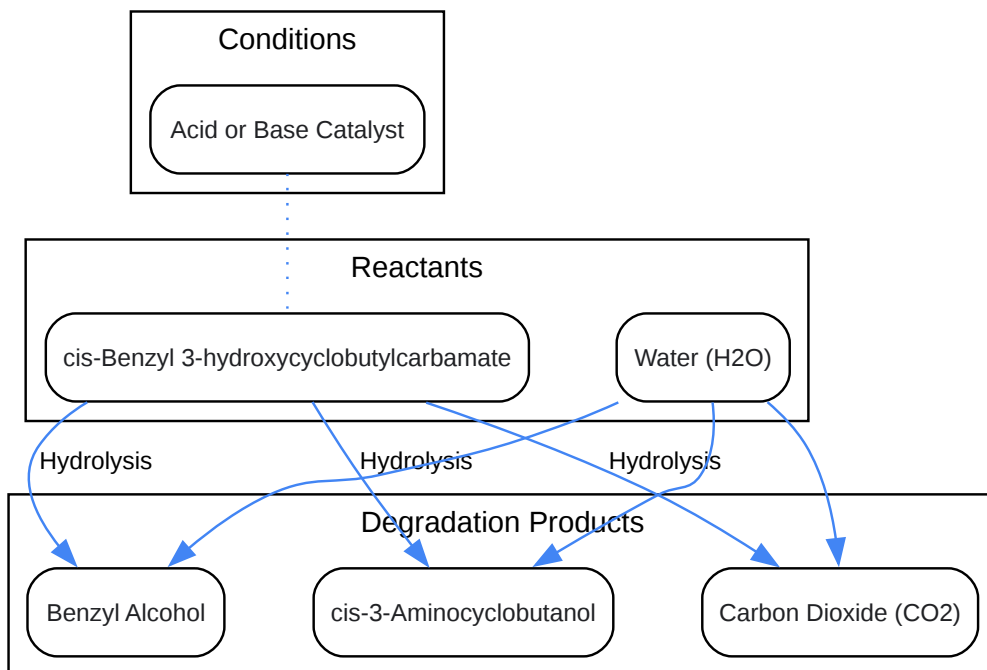 Conditions
Acid or Base Catalyst
Reactants
cis-Benzyl 3-hydroxycyclobutylcarbamate
Water (H2O)
Hydrolysis
Hydrolysis
Hydrolysis
Degradation Products
Benzyl Alcohol
cis-3-Aminocyclobutanol
Carbon Dioxide (CO2)